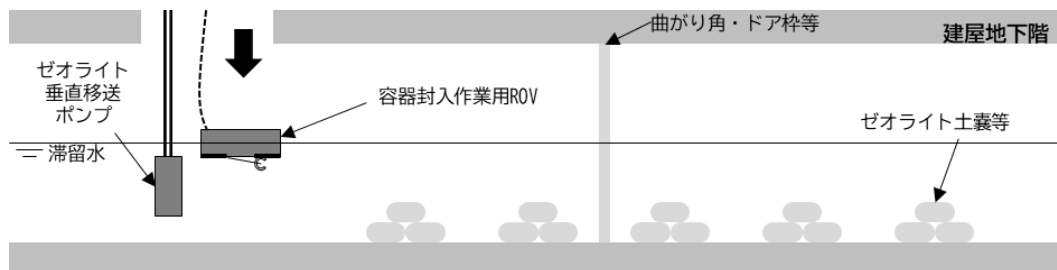 曲がり角・ドア枠等
建屋地下階
ゼオライト
垂直移送
ポンプ
容器封入作業用ROV
ゼオライト土嚢等
滞留水